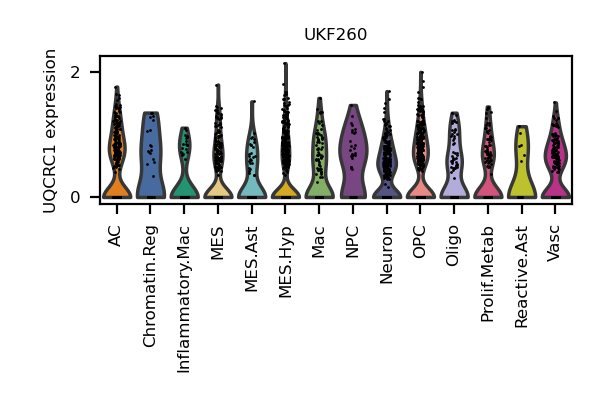 UKF260
UQCRC1 expression
2
0
AC
Chromatin.Reg
Inflammatory.Mac
MES
MES.Ast
MES.Hyp
Mac
NPC
Neuron
OPC
Oligo
Prolif.Metab
Reactive.Ast
Vasc